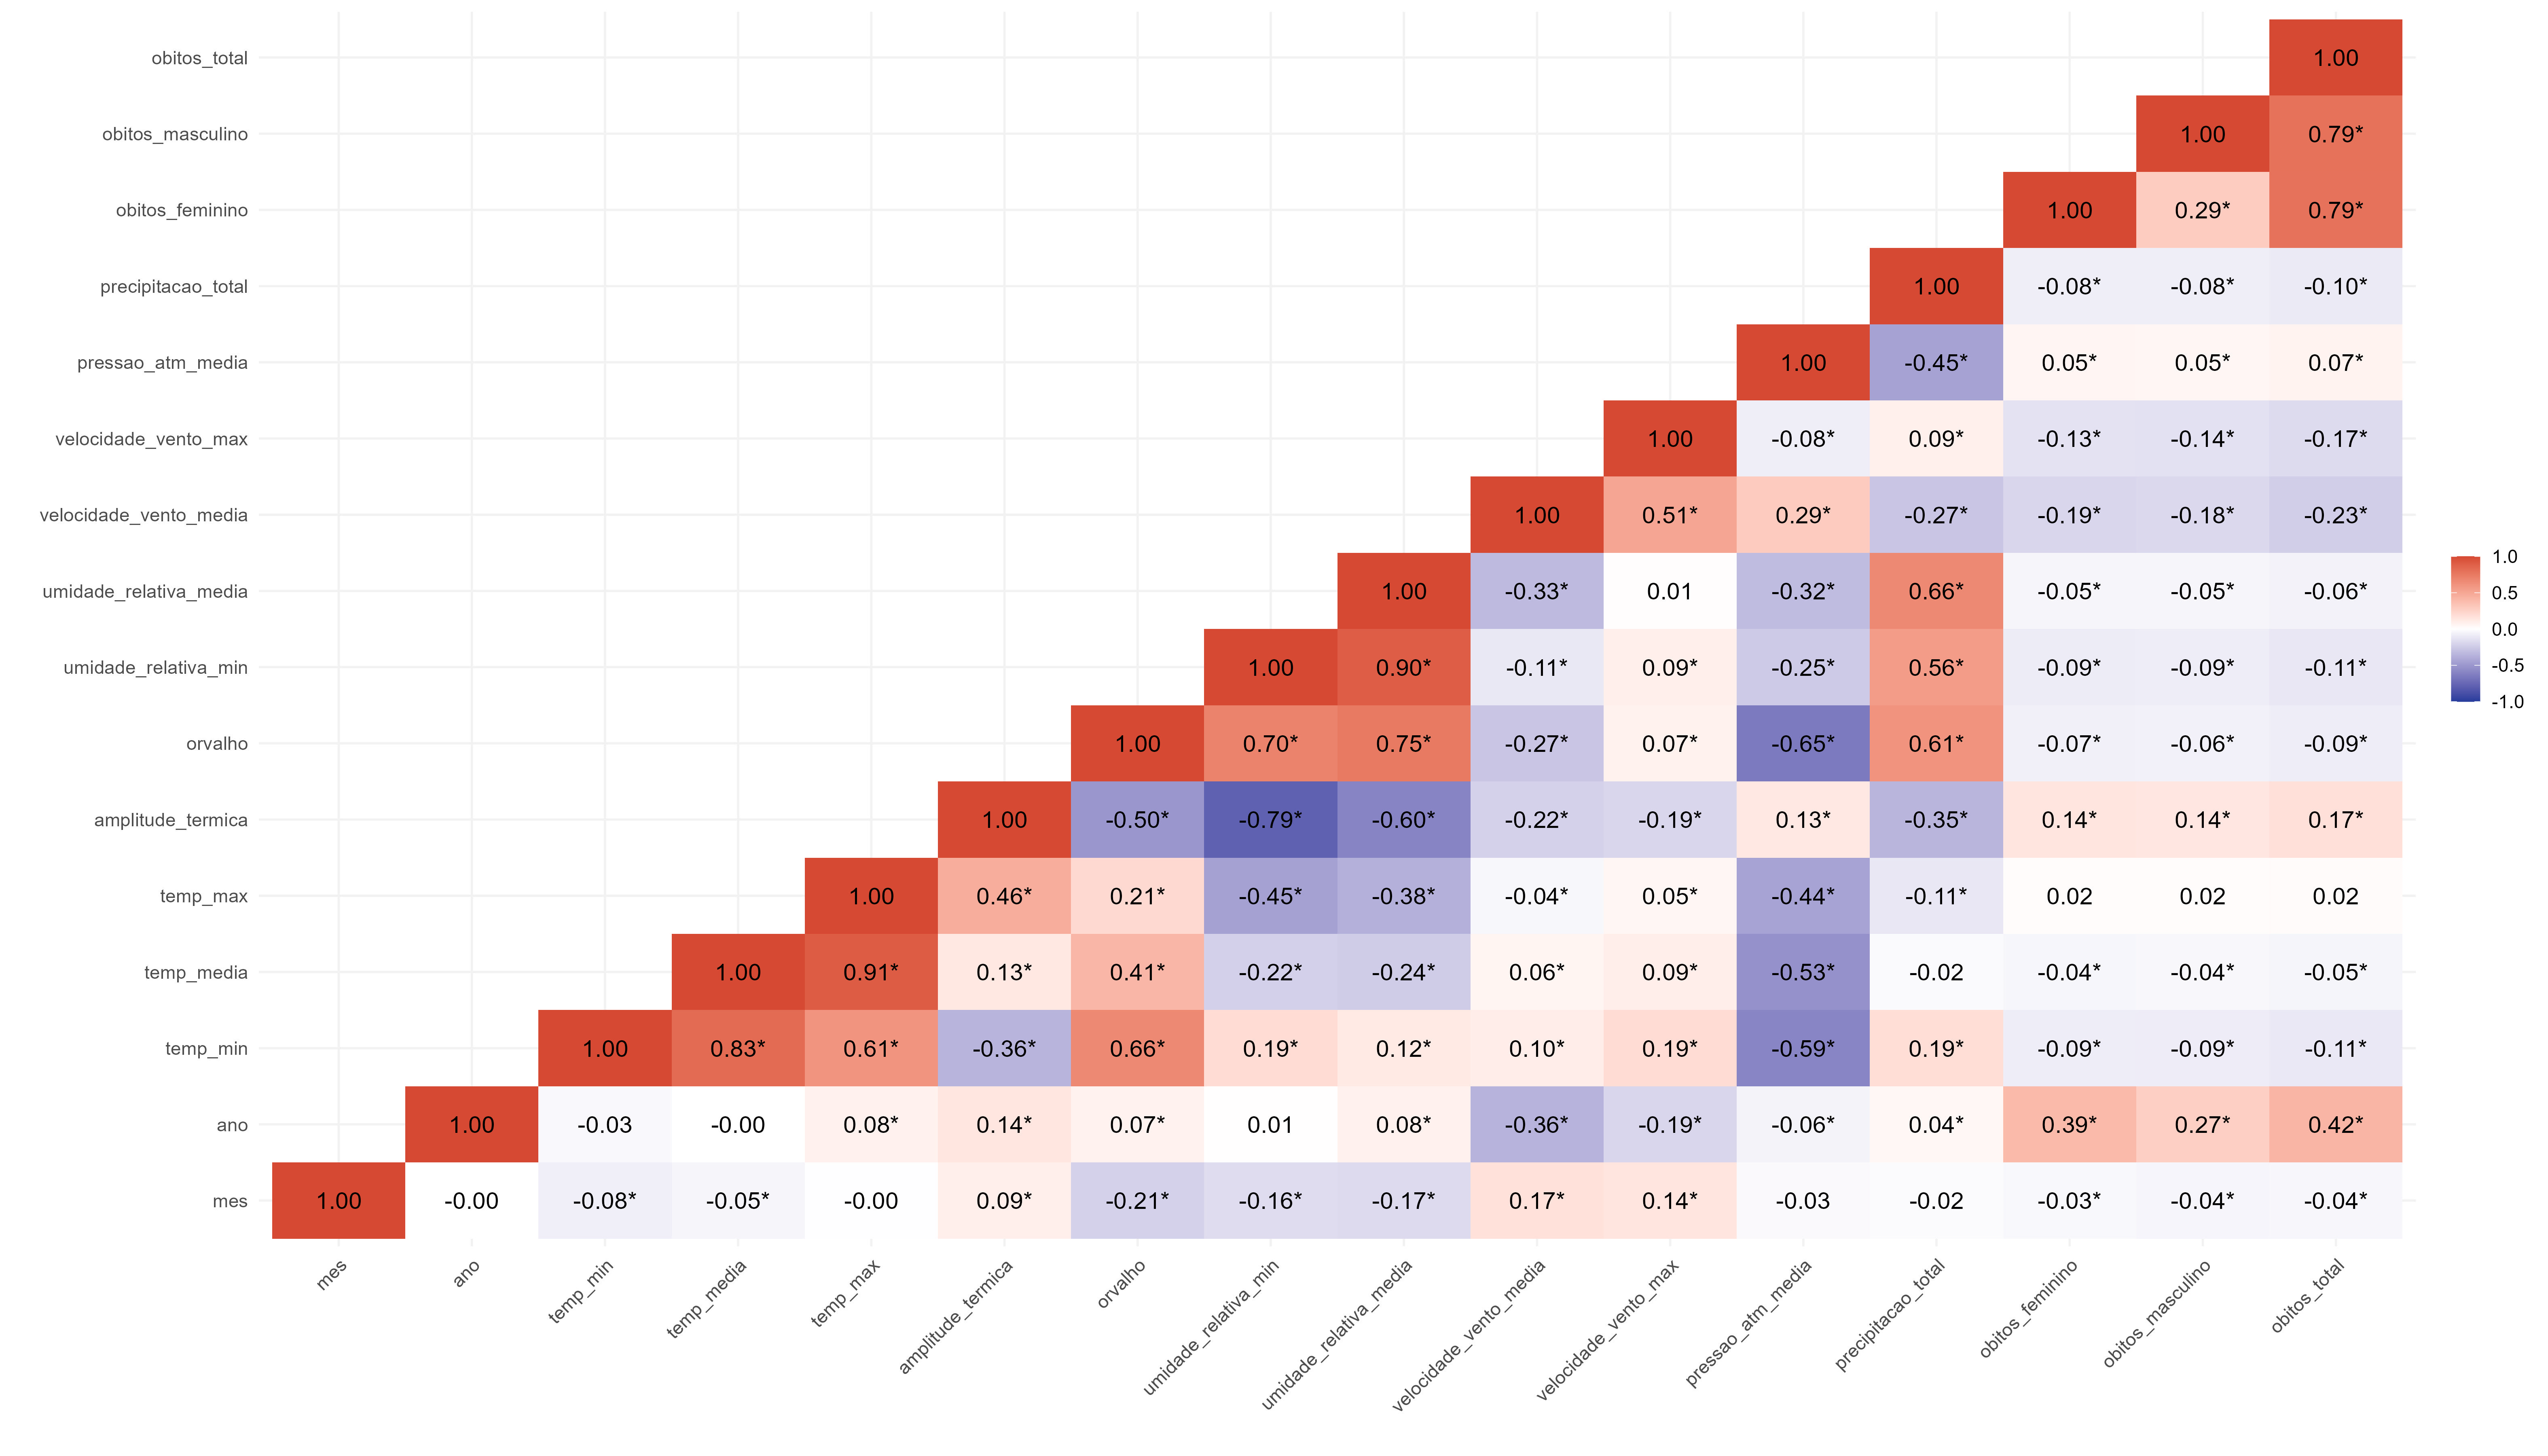 obitos_total 1.00
obitos_masculino 1.00 0.79*
obitos_feminino 1.00 0.29* 0.79*
precipitacao_total 1.00 -0.08* -0.08* -0.10*
pressao_atm_media 1.00 -0.45* 0.05* 0.05* 0.07*
velocidade_vento_max 1.00 -0.08* 0.09* -0.13* -0.14* -0.17*
velocidade_vento_media 1.00 0.51* 0.29* -0.27* -0.19* -0.18* -0.23*
umidade_relativa_media 1.00 -0.33* 0.01 -0.32* 0.66* -0.05* -0.05* -0.06*
umidade_relativa_min 1.00 0.90* -0.11* 0.09* -0.25* 0.56* -0.09* -0.09* -0.11*
orvalho 1.00 0.70* 0.75* -0.27* 0.07* -0.65* 0.61* -0.07* -0.06* -0.09*
amplitude_termica 1.00 -0.50* -0.79* -0.60* -0.22* -0.19* 0.13* -0.35* 0.14* 0.14* 0.17*
temp_max 1.00 0.46* 0.21* -0.45* -0.38* -0.04* 0.05* -0.44* -0.11* 0.02 0.02 0.02
temp_media 1.00 0.91* 0.13* 0.41* -0.22* -0.24* 0.06* 0.09* -0.53* -0.02 -0.04* -0.04* -0.05*
temp_min 1.00 0.83* 0.61* -0.36* 0.66* 0.19* 0.12* 0.10* 0.19* -0.59* 0.19* -0.09* -0.09* -0.11*
ano 1.00 -0.03 -0.00 0.08* 0.14* 0.07* 0.01 0.08* -0.36* -0.19* -0.06* 0.04* 0.39* 0.27* 0.42*
mes 1.00 -0.00 -0.08* -0.05* -0.00 0.09* -0.21* -0.16* -0.17* 0.17* 0.14* -0.03 -0.02 -0.03* -0.04* -0.04*
mes
ano
temp_min
temp_media
temp_max
amplitude_termica
orvalho
umidade_relativa_min
umidade_relativa_media
velocidade_vento_media
velocidade_vento_max
pressao_atm_media
precipitacao_total
obitos_feminino
obitos_masculino
obitos_total
1.0
0.5
0.0
-0.5
-1.0